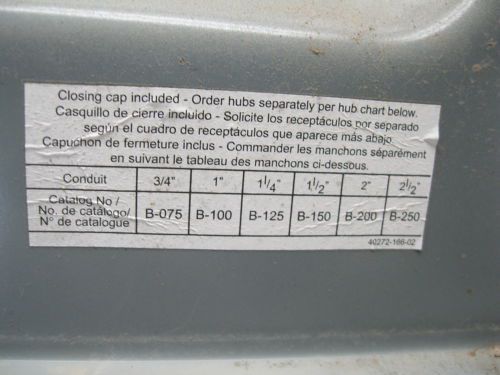 Closing cap included - Order hubs separately per hub chart below.
Casquillo de cierre incluido - Solicite los receptáculos por separado
según el cuadro de receptáculos que aparece más abajo.
Capuchon de fermeture inclus - Commander les manchons séparément
en suivant le tableau des manchons ci-dessous.
Conduit 3/4" 1" 1 1/4" 1 1/2" 2" 2 1/2"
Catalog No /
No. de catálogo/ B-075 B-100 B-125 B-150 B-200 B-250
N° de catalogue
40272-166-02